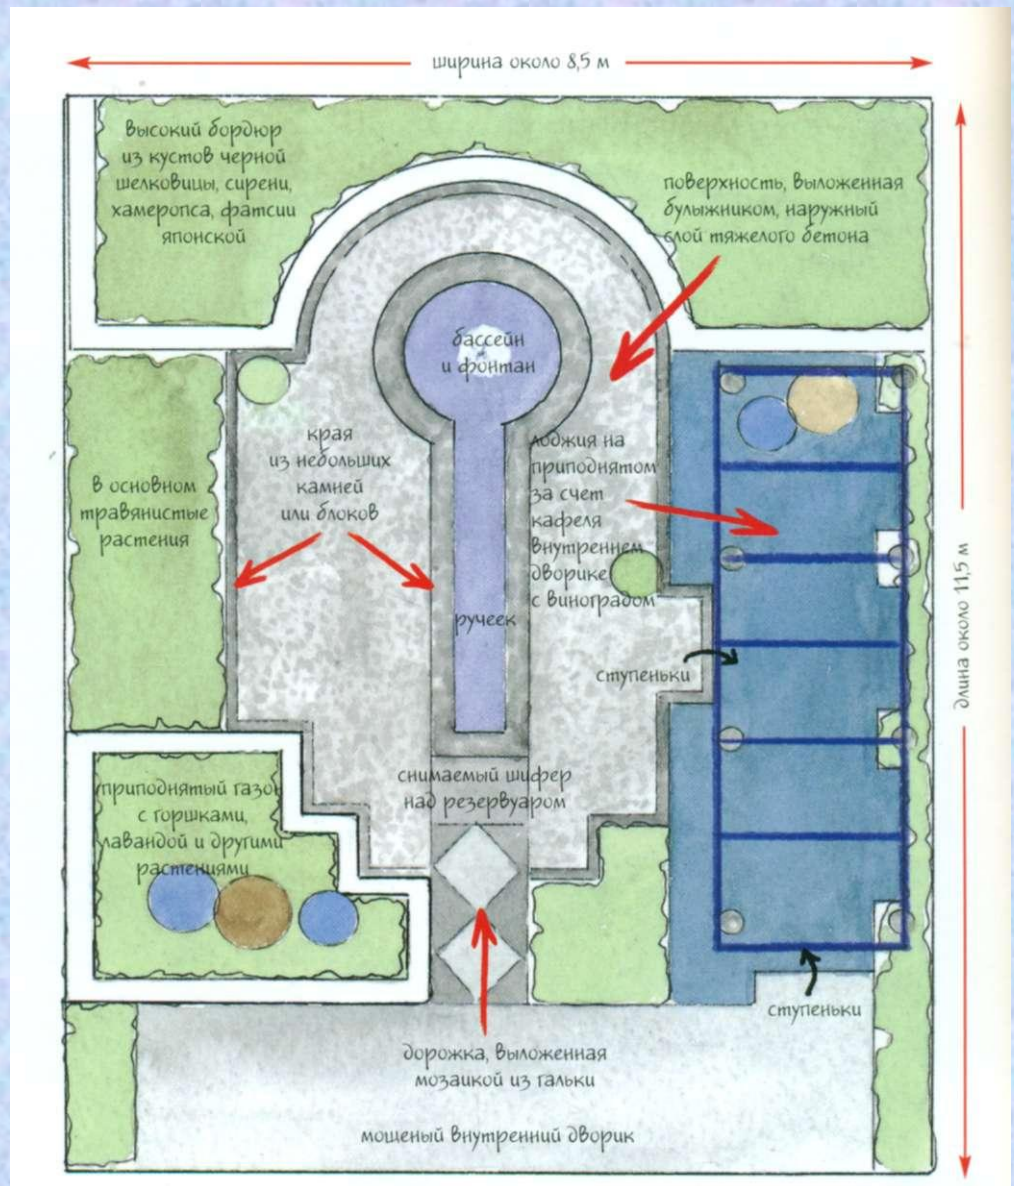 ширина около 8,5 м
высокий бордюр
из кустов черной
шелковицы, сирени,
хамеропса, фатсии
японской
поверхность, выложенная
булыжником, наружный
слой тяжелого бетона
бассейн
и фонтан
края
из небольших
камней
или блоков
лоджия на
приподнятом
за счет
кафеля
внутреннем
дворике
с виноградом
в основном
травянистые
растения
ручеек
ступеньки
длина около 11,5 м
снимаемый шифер
над резервуаром
приподнятый газон
с горшками,
лавандой и другими
растениями
ступеньки
дорожка, выложенная
мозаикой из гальки
мощеный внутренний дворик